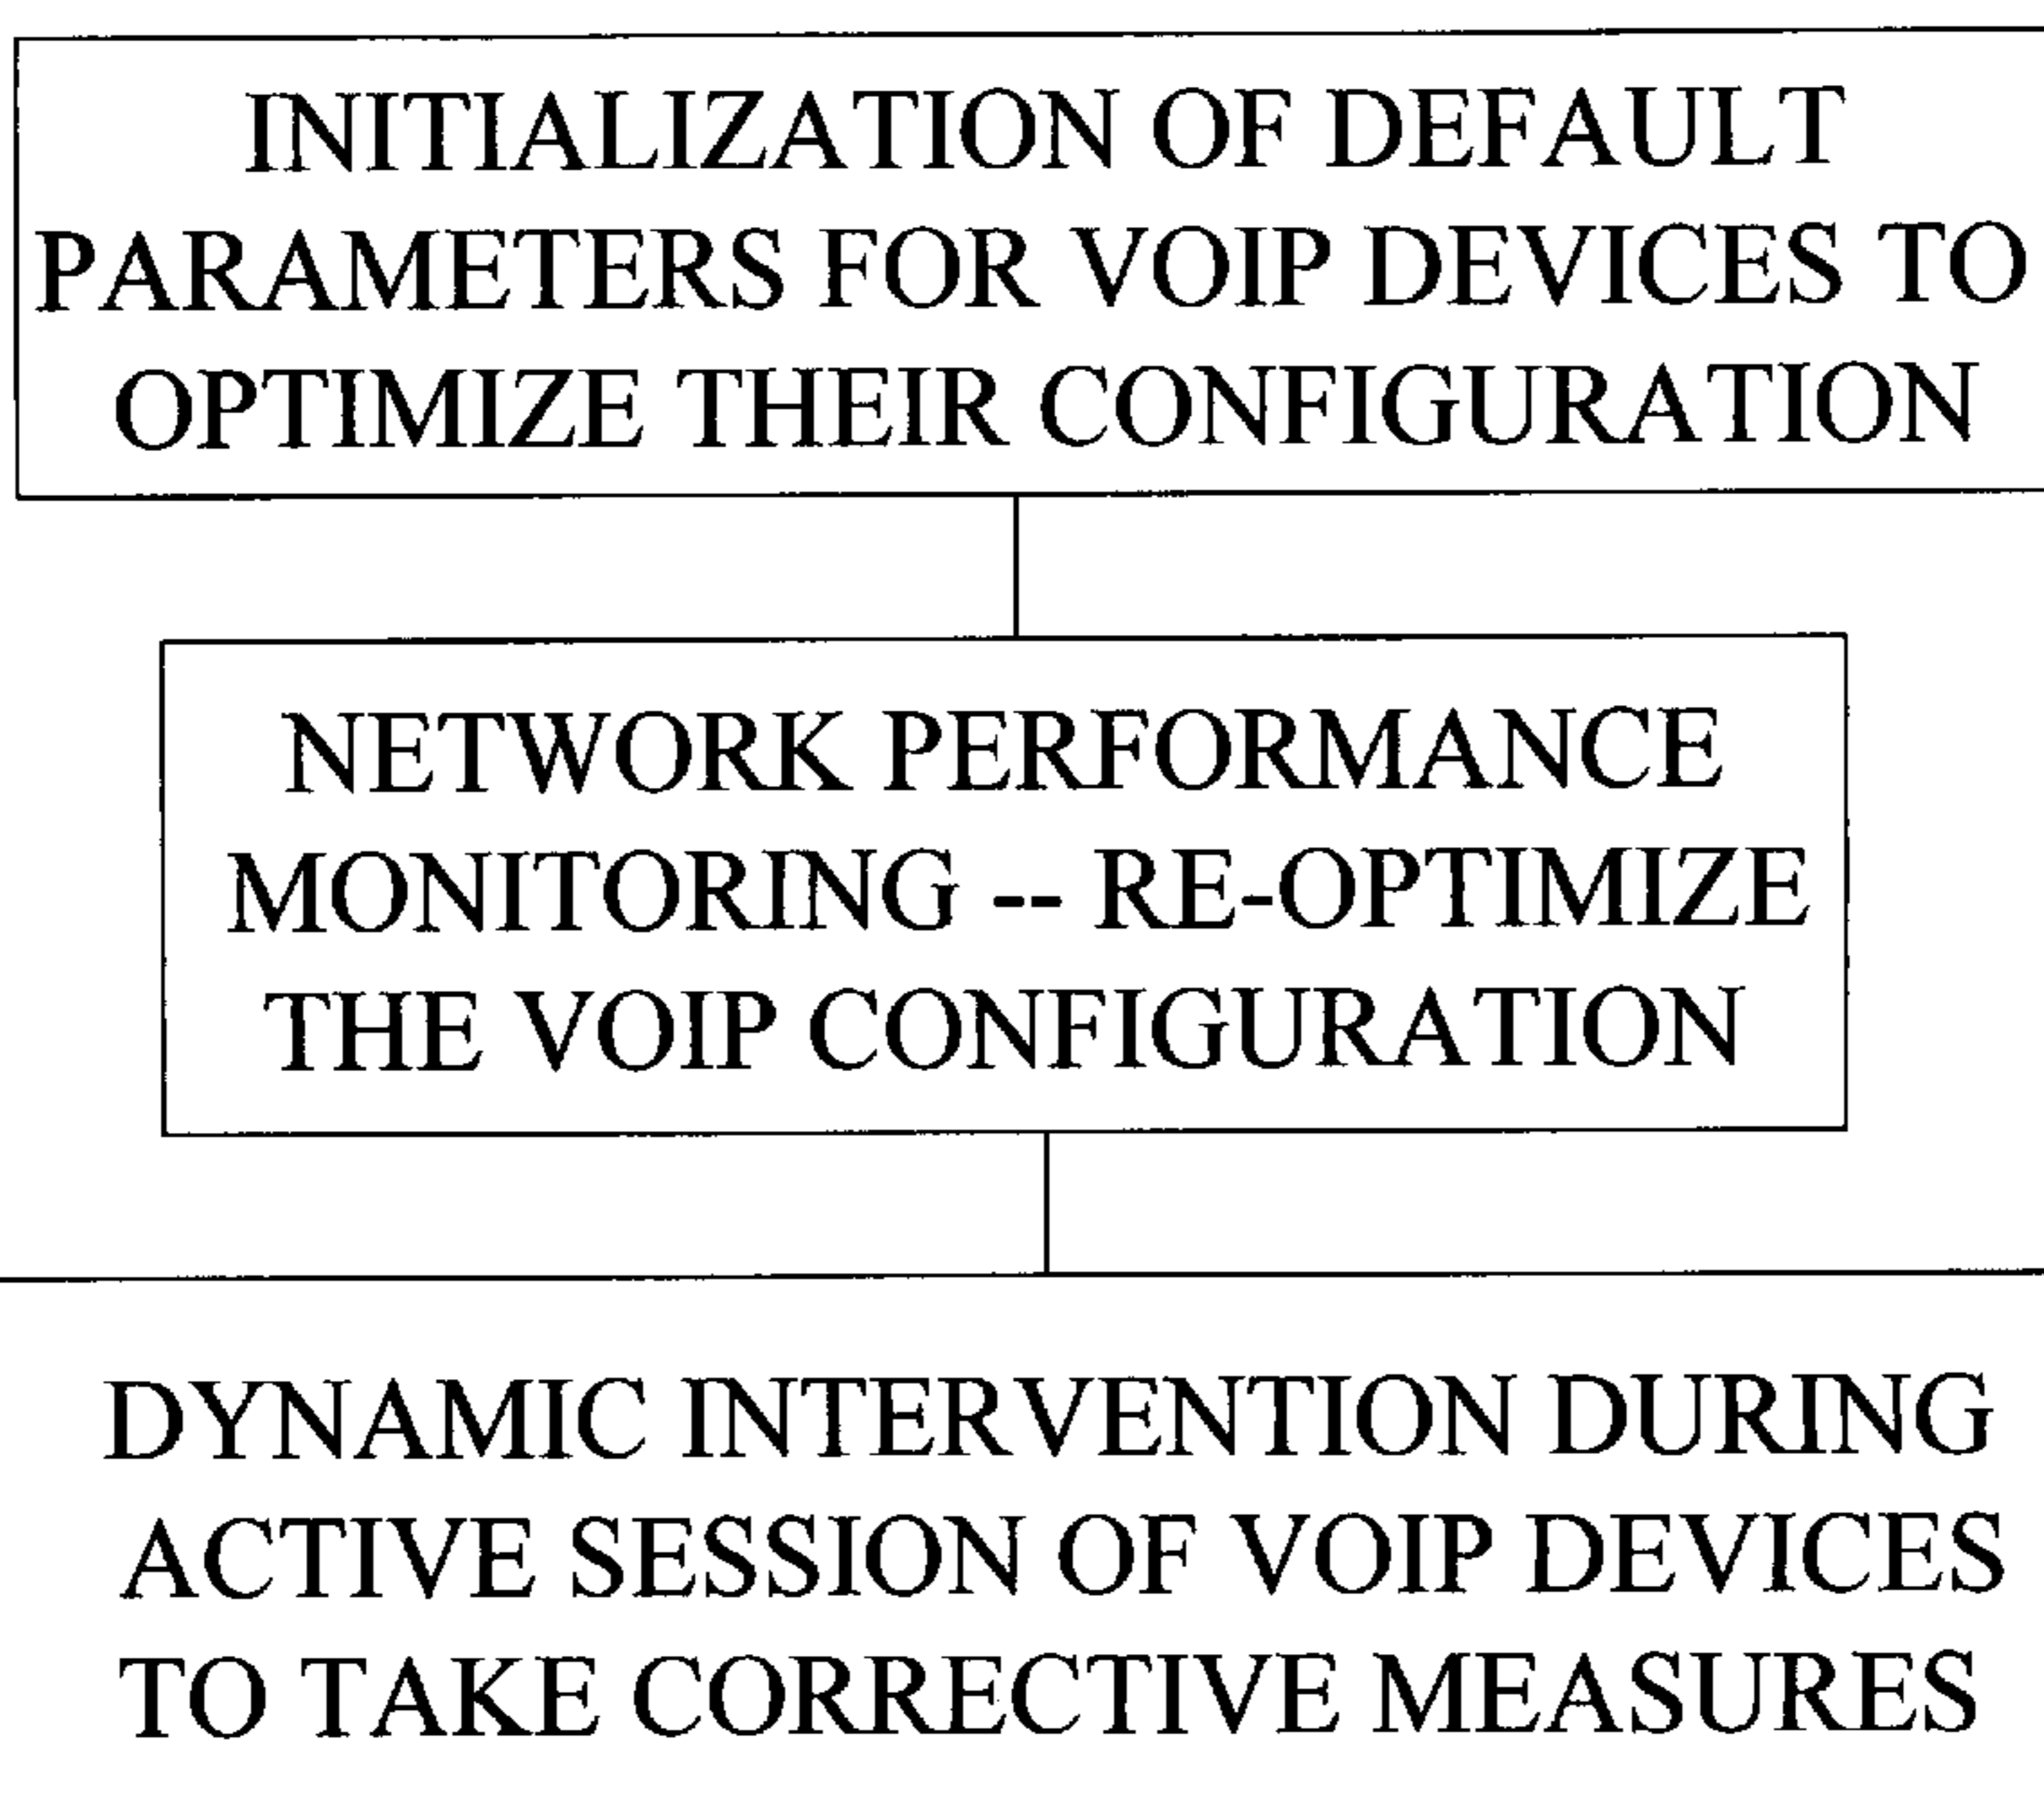 INITIALIZATION OF DEFAULT
PARAMETERS FOR VOIP DEVICES TO
OPTIMIZE THEIR CONFIGURATION
NETWORK PERFORMANCE
MONITORING -- RE-OPTIMIZE
THE VOIP CONFIGURATION
DYNAMIC INTERVENTION DURING
ACTIVE SESSION OF VOIP DEVICES
TO TAKE CORRECTIVE MEASURES